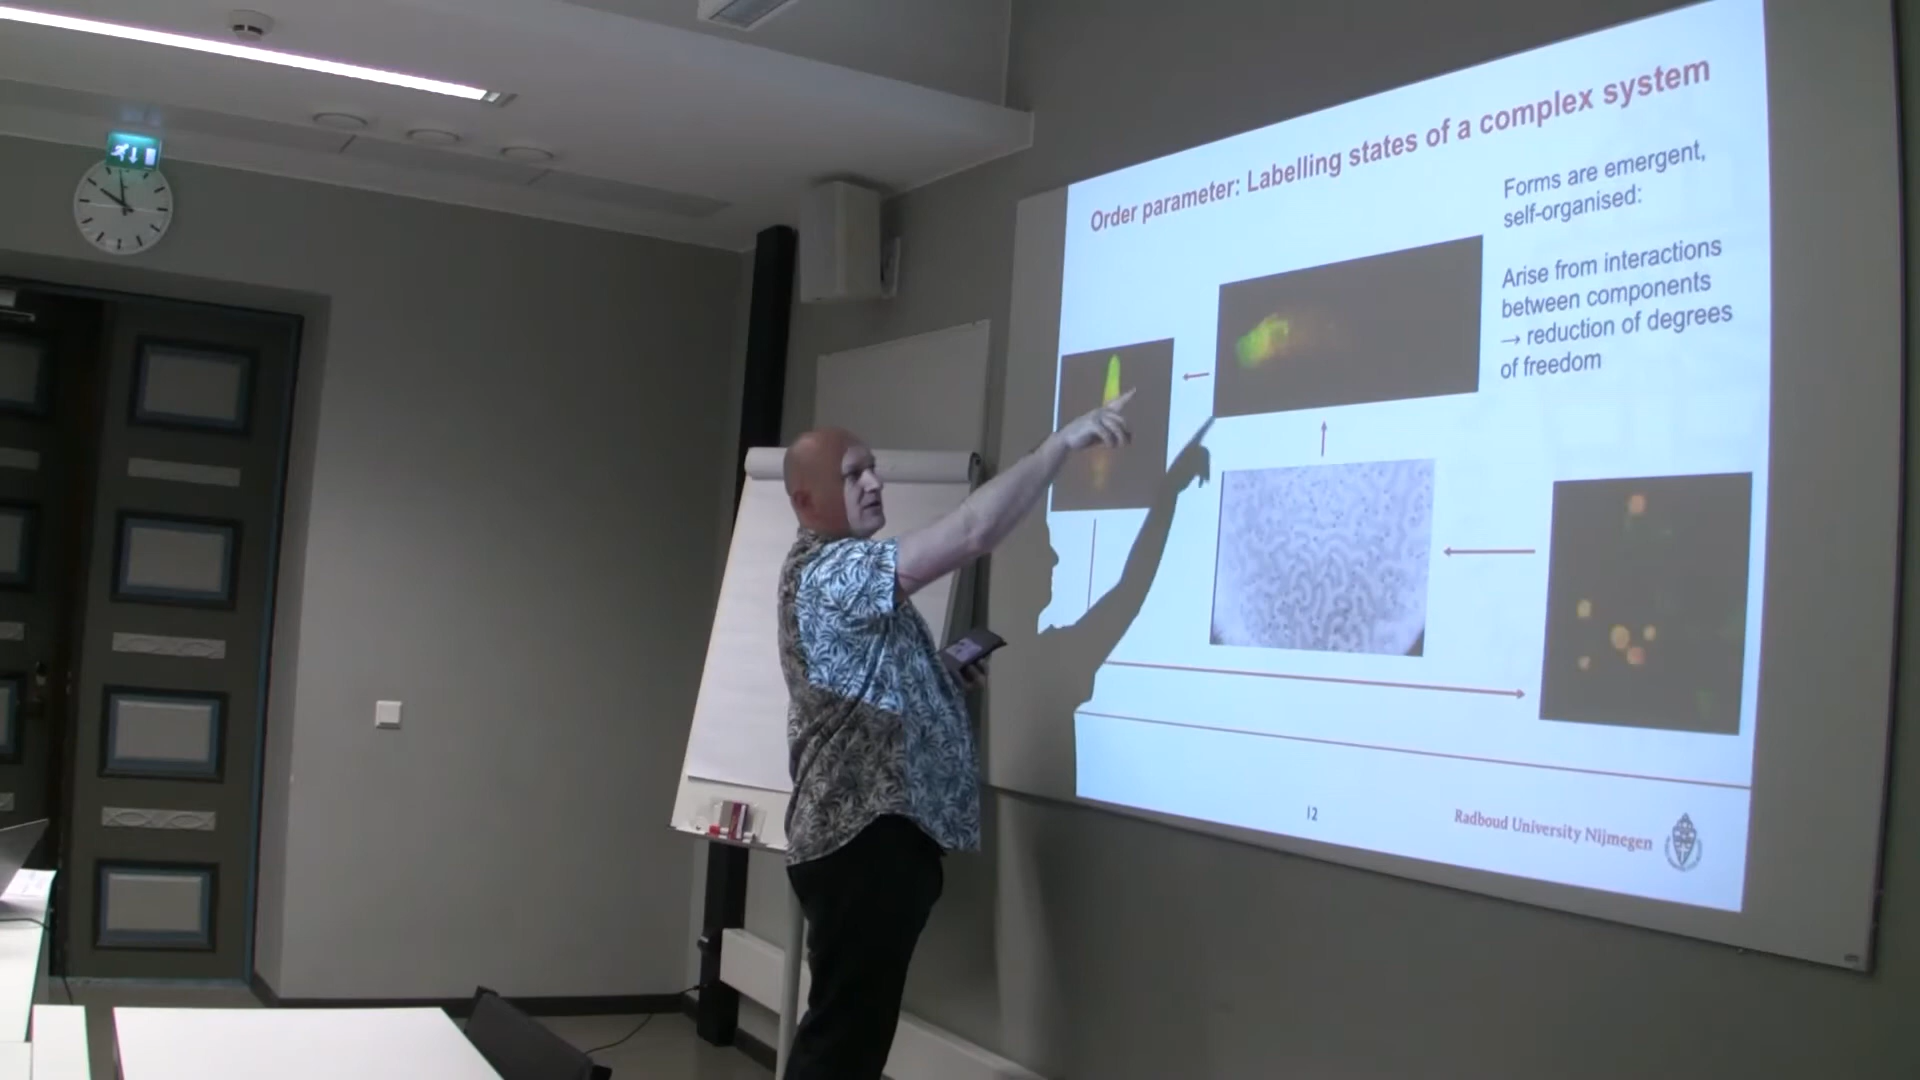 Order parameter: Labelling states of a complex system
Forms are emergent,
self-organised:
Arise from interactions
between components
→ reduction of degrees
of freedom
12
Radboud University Nijmegen